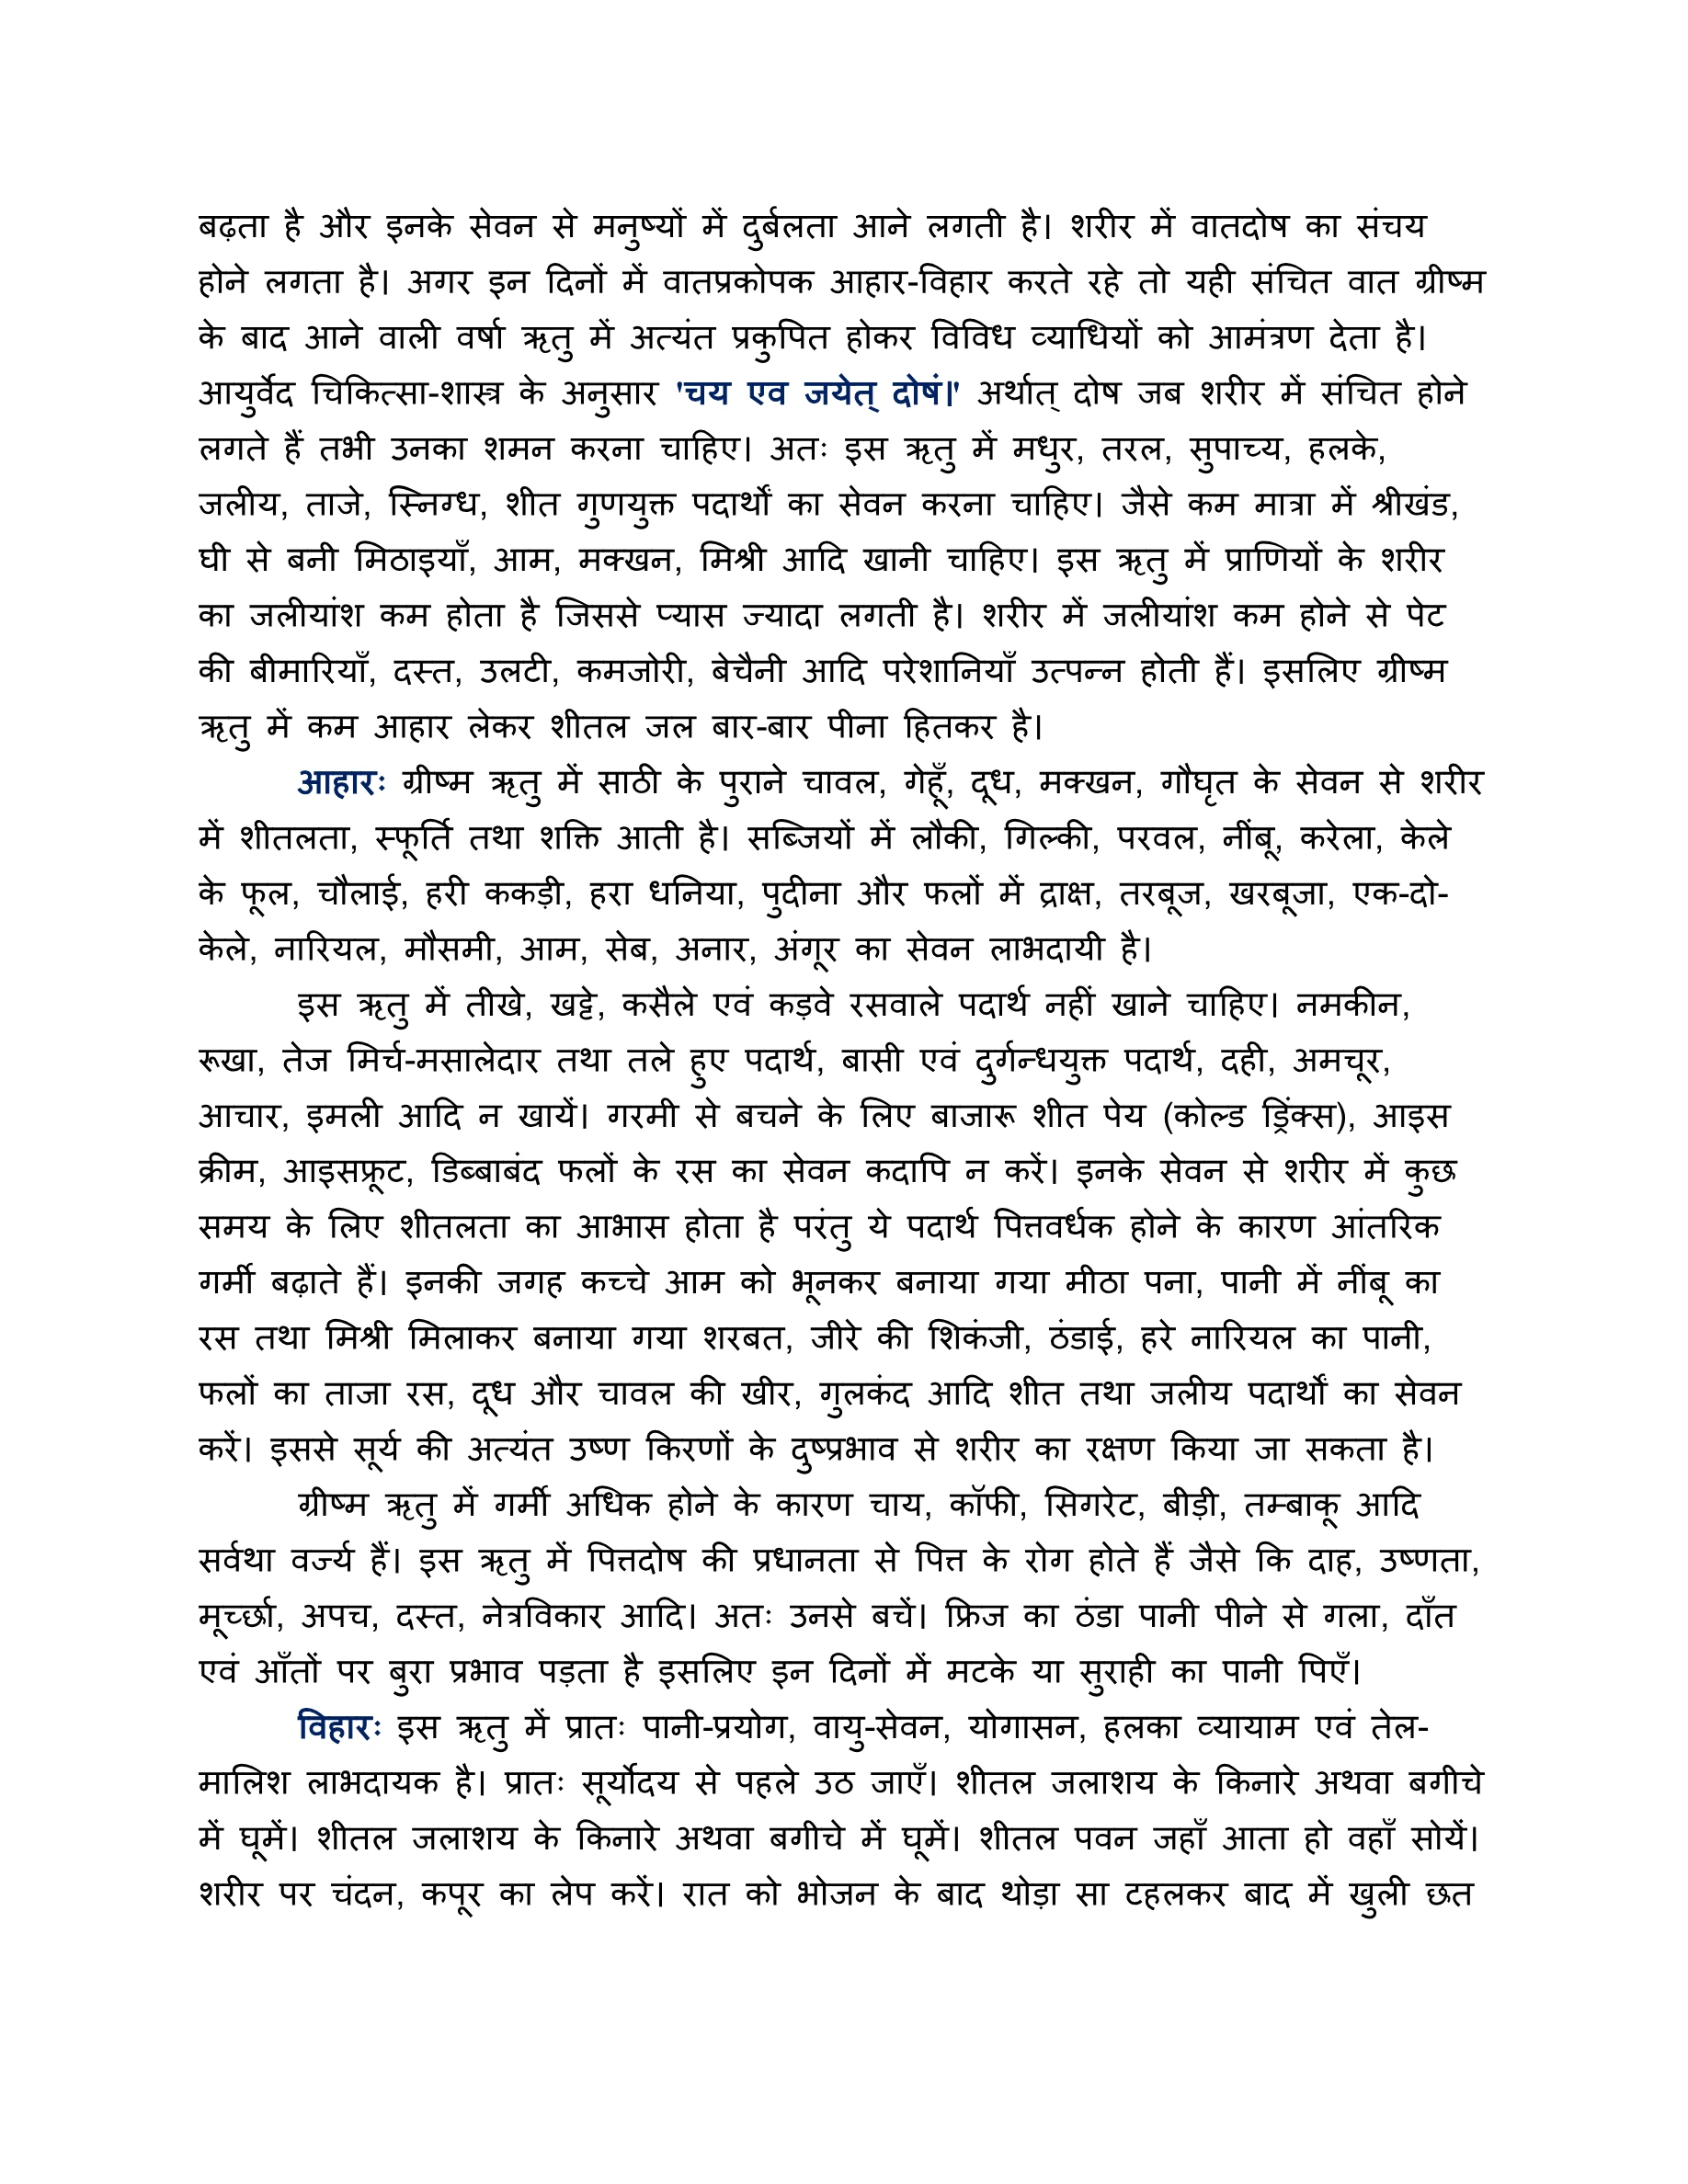 बढ़ता है और इनके सेवन से मनुष्यों में दुर्बलता आने लगती है। शरीर में वातदोष का संचय
होने लगता है। अगर इन दिनों में वातप्रकोपक आहार-विहार करते रहे तो यही संचित वात ग्रीष्म
के बाद आने वाली वर्षा ऋतु में अत्यंत प्रकुपित होकर विविध व्याधियों को आमंत्रण देता है।
आयुर्वेद चिकित्सा-शास्त्र के अनुसार 'चय एव जयेत् दोषं।' अर्थात् दोष जब शरीर में संचित होने
लगते हैं तभी उनका शमन करना चाहिए। अतः इस ऋतु में मधुर, तरल, सुपाच्य, हलके,
जलीय, ताजे, स्निग्ध, शीत गुणयुक्त पदार्थों का सेवन करना चाहिए। जैसे कम मात्रा में श्रीखंड,
घी से बनी मिठाइयाँ, आम, मक्खन, मिश्री आदि खानी चाहिए। इस ऋतु में प्राणियों के शरीर
का जलीयांश कम होता है जिससे प्यास ज्यादा लगती है। शरीर में जलीयांश कम होने से पेट
की बीमारियाँ, दस्त, उलटी, कमजोरी, बेचैनी आदि परेशानियाँ उत्पन्न होती हैं। इसलिए ग्रीष्म
ऋतु में कम आहार लेकर शीतल जल बार-बार पीना हितकर है।
आहारः ग्रीष्म ऋतु में साठी के पुराने चावल, गेहूँ, दूध, मक्खन, गौघृत के सेवन से शरीर
में शीतलता, स्फूर्ति तथा शक्ति आती है। सब्जियों में लौकी, गिल्की, परवल, नींबू, करेला, केले
के फूल, चौलाई, हरी ककड़ी, हरा धनिया, पुदीना और फलों में द्राक्ष, तरबूज, खरबूजा, एक-दो-
केले, नारियल, मौसमी, आम, सेब, अनार, अंगूर का सेवन लाभदायी है।
इस ऋतु में तीखे, खट्टे, कसैले एवं कड़वे रसवाले पदार्थ नहीं खाने चाहिए। नमकीन,
रूखा, तेज मिर्च-मसालेदार तथा तले हुए पदार्थ, बासी एवं दुर्गन्धयुक्त पदार्थ, दही, अमचूर,
आचार, इमली आदि न खायें। गरमी से बचने के लिए बाजारू शीत पेय (कोल्ड ड्रिंक्स), आइस
क्रीम, आइसफ्रूट, डिब्बाबंद फलों के रस का सेवन कदापि न करें। इनके सेवन से शरीर में कुछ
समय के लिए शीतलता का आभास होता है परंतु ये पदार्थ पित्तवर्धक होने के कारण आंतरिक
गर्मी बढ़ाते हैं। इनकी जगह कच्चे आम को भूनकर बनाया गया मीठा पना, पानी में नींबू का
रस तथा मिश्री मिलाकर बनाया गया शरबत, जीरे की शिकंजी, ठंडाई, हरे नारियल का पानी,
फलों का ताजा रस, दूध और चावल की खीर, गुलकंद आदि शीत तथा जलीय पदार्थों का सेवन
करें। इससे सूर्य की अत्यंत उष्ण किरणों के दुष्प्रभाव से शरीर का रक्षण किया जा सकता है।
ग्रीष्म ऋतु में गर्मी अधिक होने के कारण चाय, कॉफी, सिगरेट, बीड़ी, तम्बाकू आदि
सर्वथा वर्ज्य हैं। इस ऋतु में पित्तदोष की प्रधानता से पित्त के रोग होते हैं जैसे कि दाह, उष्णता,
मूर्च्छा, अपच, दस्त, नेत्रविकार आदि। अतः उनसे बचें। फ्रिज का ठंडा पानी पीने से गला, दाँत
एवं आँतों पर बुरा प्रभाव पड़ता है इसलिए इन दिनों में मटके या सुराही का पानी पिएँ।
विहारः इस ऋतु में प्रातः पानी-प्रयोग, वायु-सेवन, योगासन, हलका व्यायाम एवं तेल-
मालिश लाभदायक है। प्रातः सूर्योदय से पहले उठ जाएँ। शीतल जलाशय के किनारे अथवा बगीचे
में घूमें। शीतल जलाशय के किनारे अथवा बगीचे में घूमें। शीतल पवन जहाँ आता हो वहाँ सोयें।
शरीर पर चंदन, कपूर का लेप करें। रात को भोजन के बाद थोड़ा सा टहलकर बाद में खुली छत